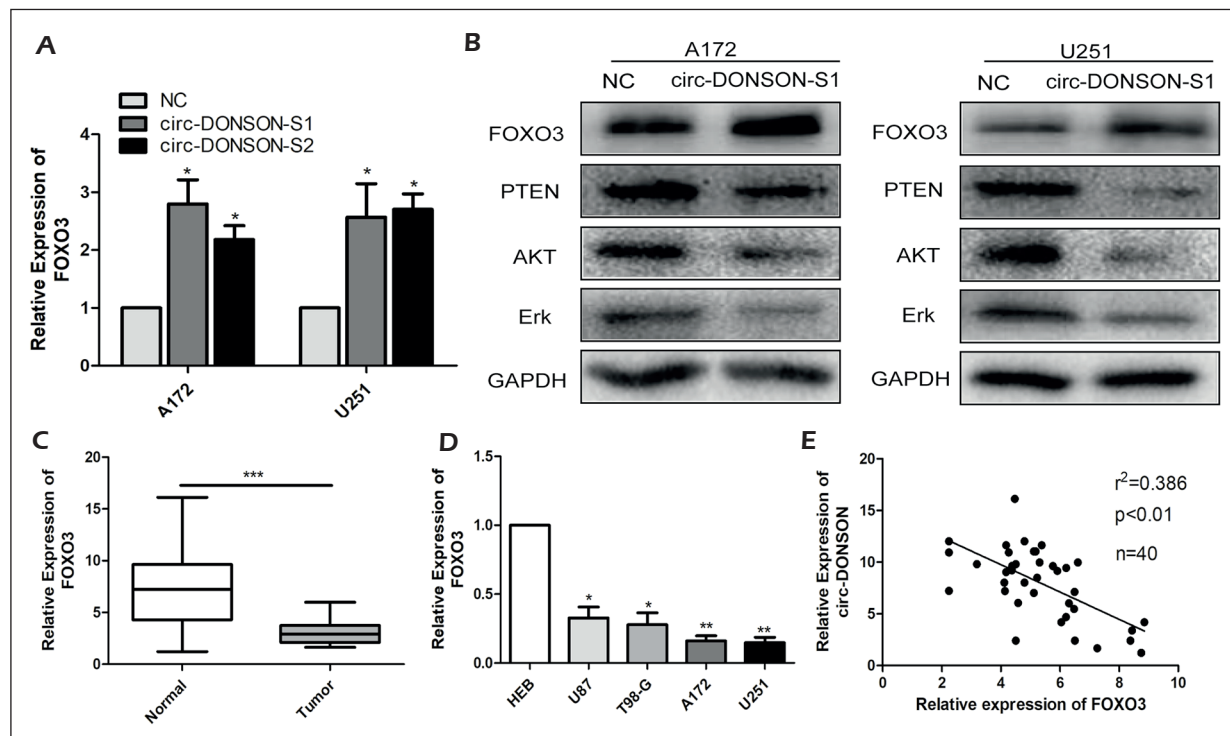 A
NC
circ-DONSON-S1
circ-DONSON-S2
Relative Expression of
FOXO3
4
3
2
1
0
* * * *
A172
U251
B
A172
NC circ-DONSON-S1
FOXO3
PTEN
AKT
Erk
GAPDH
U251
NC circ-DONSON-S1
FOXO3
PTEN
AKT
Erk
GAPDH
C
Relative Expression of
FOXO3
20
15
10
5
0
***
Normal
Tumor
D
Relative Expression of
FOXO3
1.5
1.0
0.5
0.0
* * ** **
HEB
U87
T98-G
A172
U251
E
Relative Expression of
circ-DONSON
20
15
10
5
0
r²=0.386
p<0.01
n=40
0 2 4 6 8 10
Relative expression of FOXO3